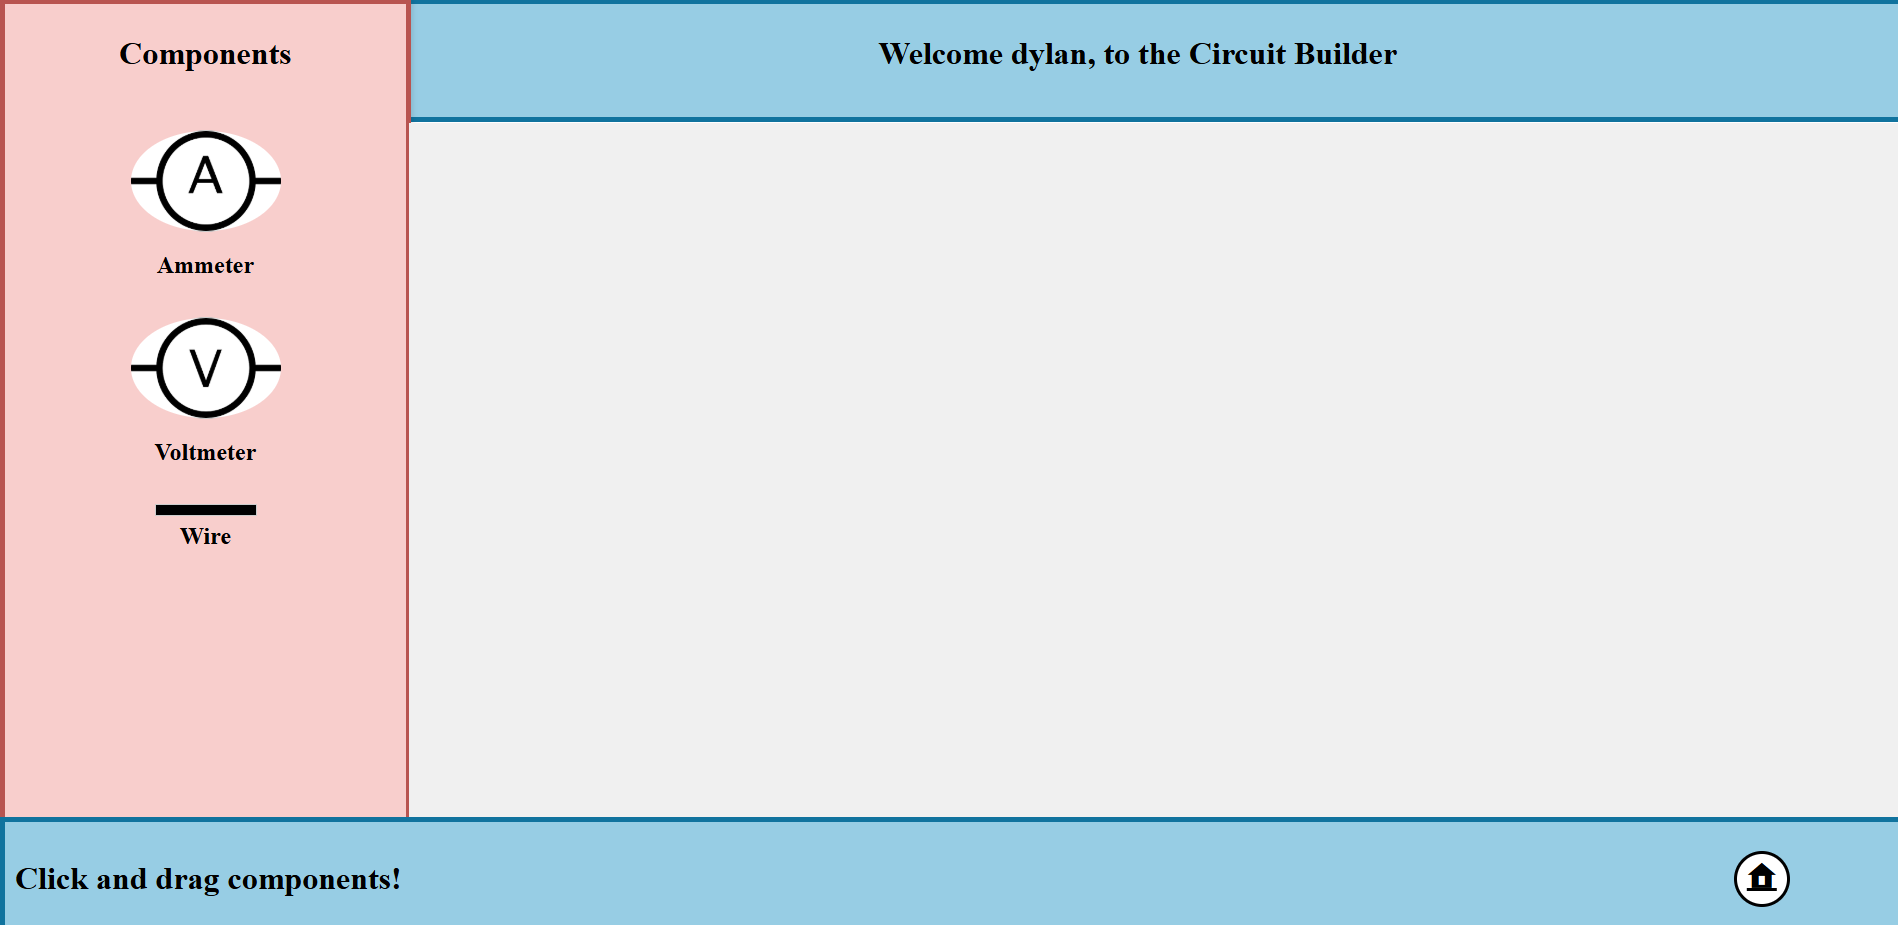 Components
Welcome dylan, to the Circuit Builder
A
Ammeter
V
Voltmeter
Wire
Click and drag components!